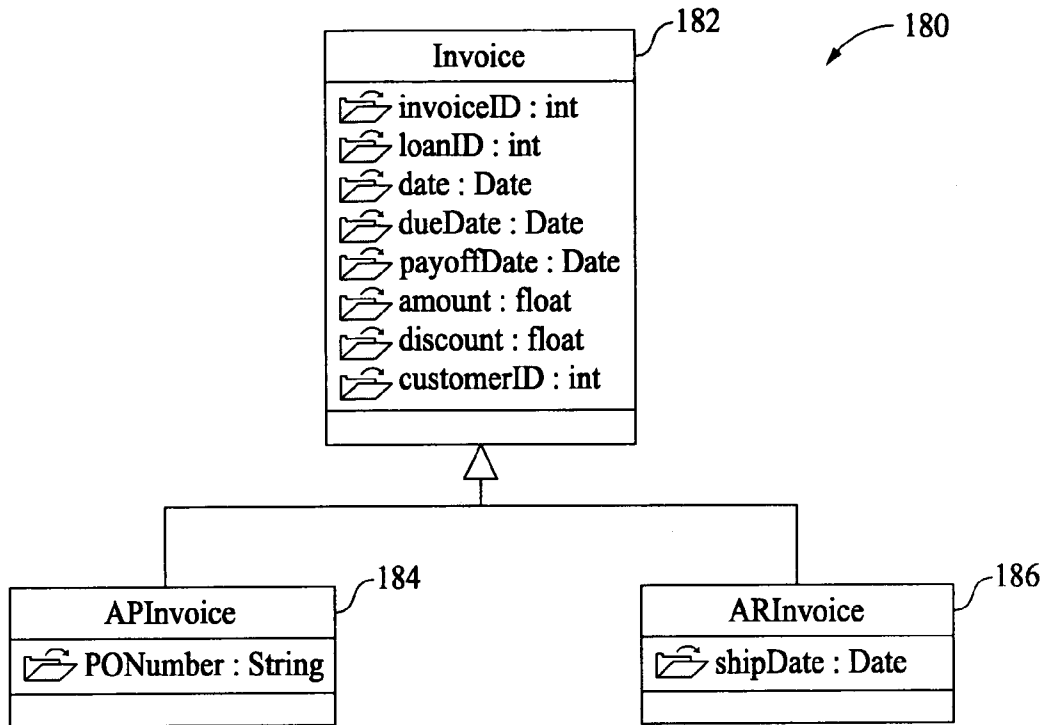 182
180
Invoice
invoiceID : int
loanID : int
date : Date
dueDate : Date
payoffDate : Date
amount : float
discount : float
customerID : int
184
APInvoice
PONumber : String
186
ARInvoice
shipDate : Date